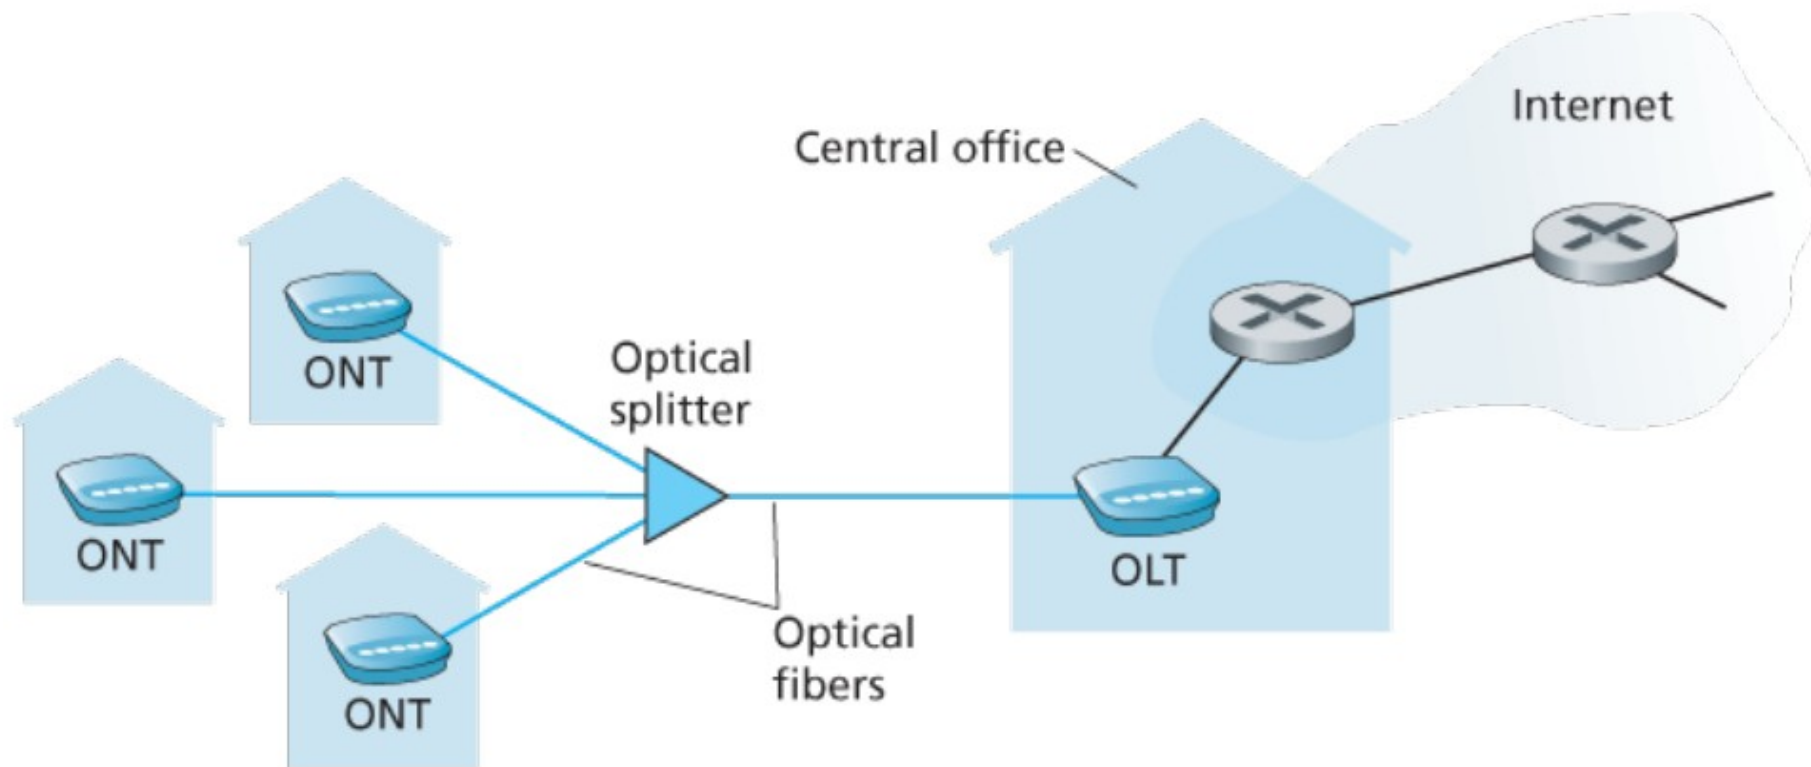 Internet
Central office
ONT
Optical
splitter
ONT
OLT
Optical
fibers
ONT